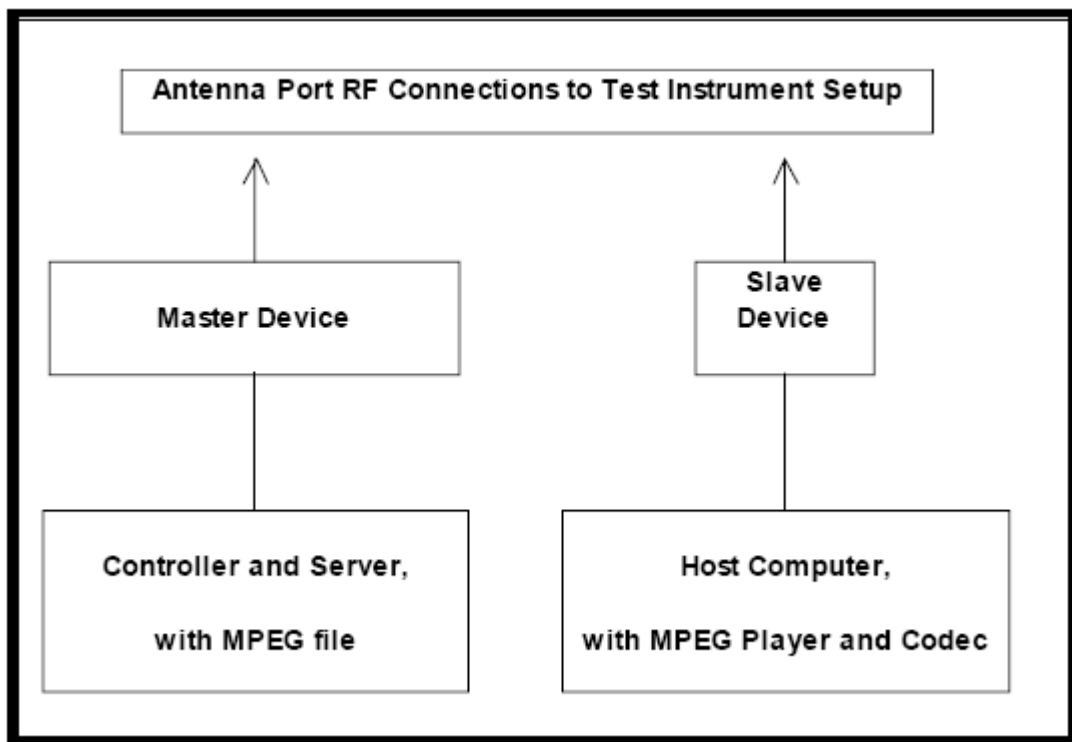 Antenna Port RF Connections to Test Instrument Setup
Master Device
Slave
Device
Controller and Server,
with MPEG file
Host Computer,
with MPEG Player and Codec